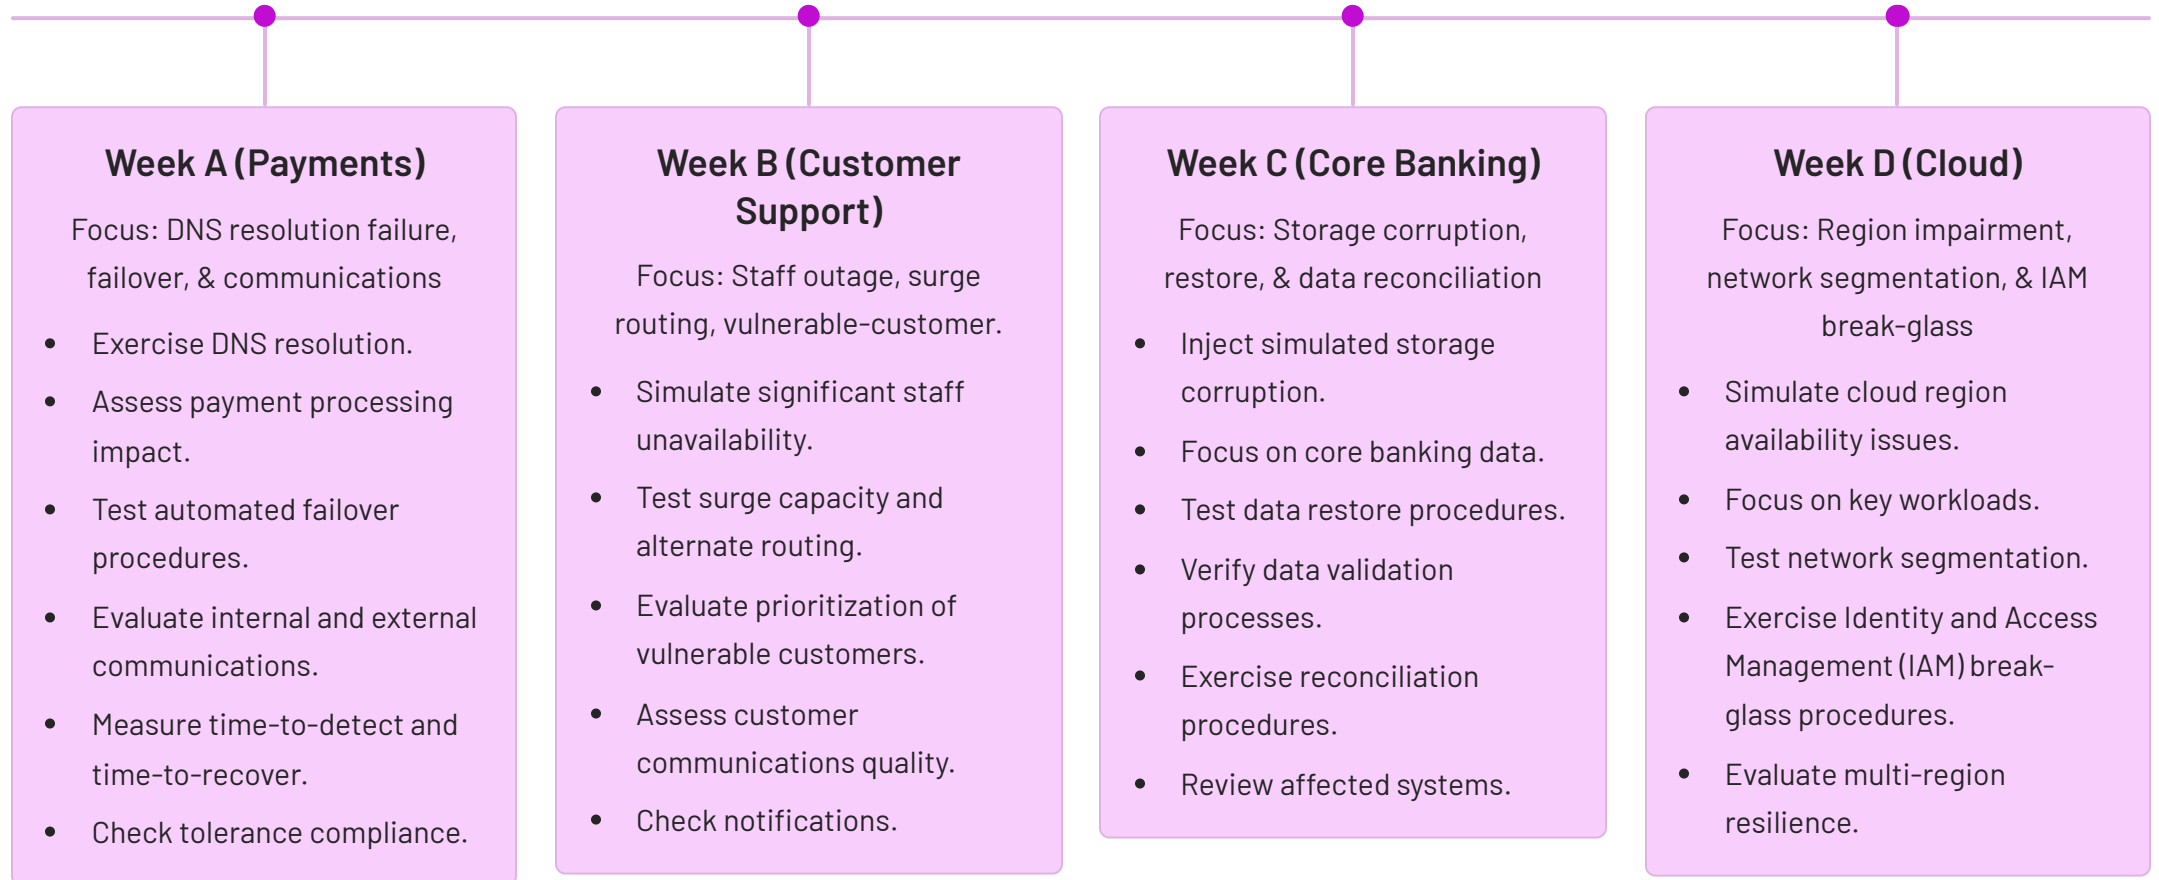 Week A (Payments)
Focus: DNS resolution failure,
failover, & communications
• Exercise DNS resolution.
• Assess payment processing
impact.
• Test automated failover
procedures.
• Evaluate internal and external
communications.
• Measure time-to-detect and
time-to-recover.
• Check tolerance compliance.
Week B (Customer
Support)
Focus: Staff outage, surge
routing, vulnerable-customer.
• Simulate significant staff
unavailability.
• Test surge capacity and
alternate routing.
• Evaluate prioritization of
vulnerable customers.
• Assess customer
communications quality.
• Check notifications.
Week C (Core Banking)
Focus: Storage corruption,
restore, & data reconciliation
• Inject simulated storage
corruption.
• Focus on core banking data.
• Test data restore procedures.
• Verify data validation
processes.
• Exercise reconciliation
procedures.
• Review affected systems.
Week D (Cloud)
Focus: Region impairment,
network segmentation, & IAM
break-glass
• Simulate cloud region
availability issues.
• Focus on key workloads.
• Test network segmentation.
• Exercise Identity and Access
Management (IAM) break-
glass procedures.
• Evaluate multi-region
resilience.